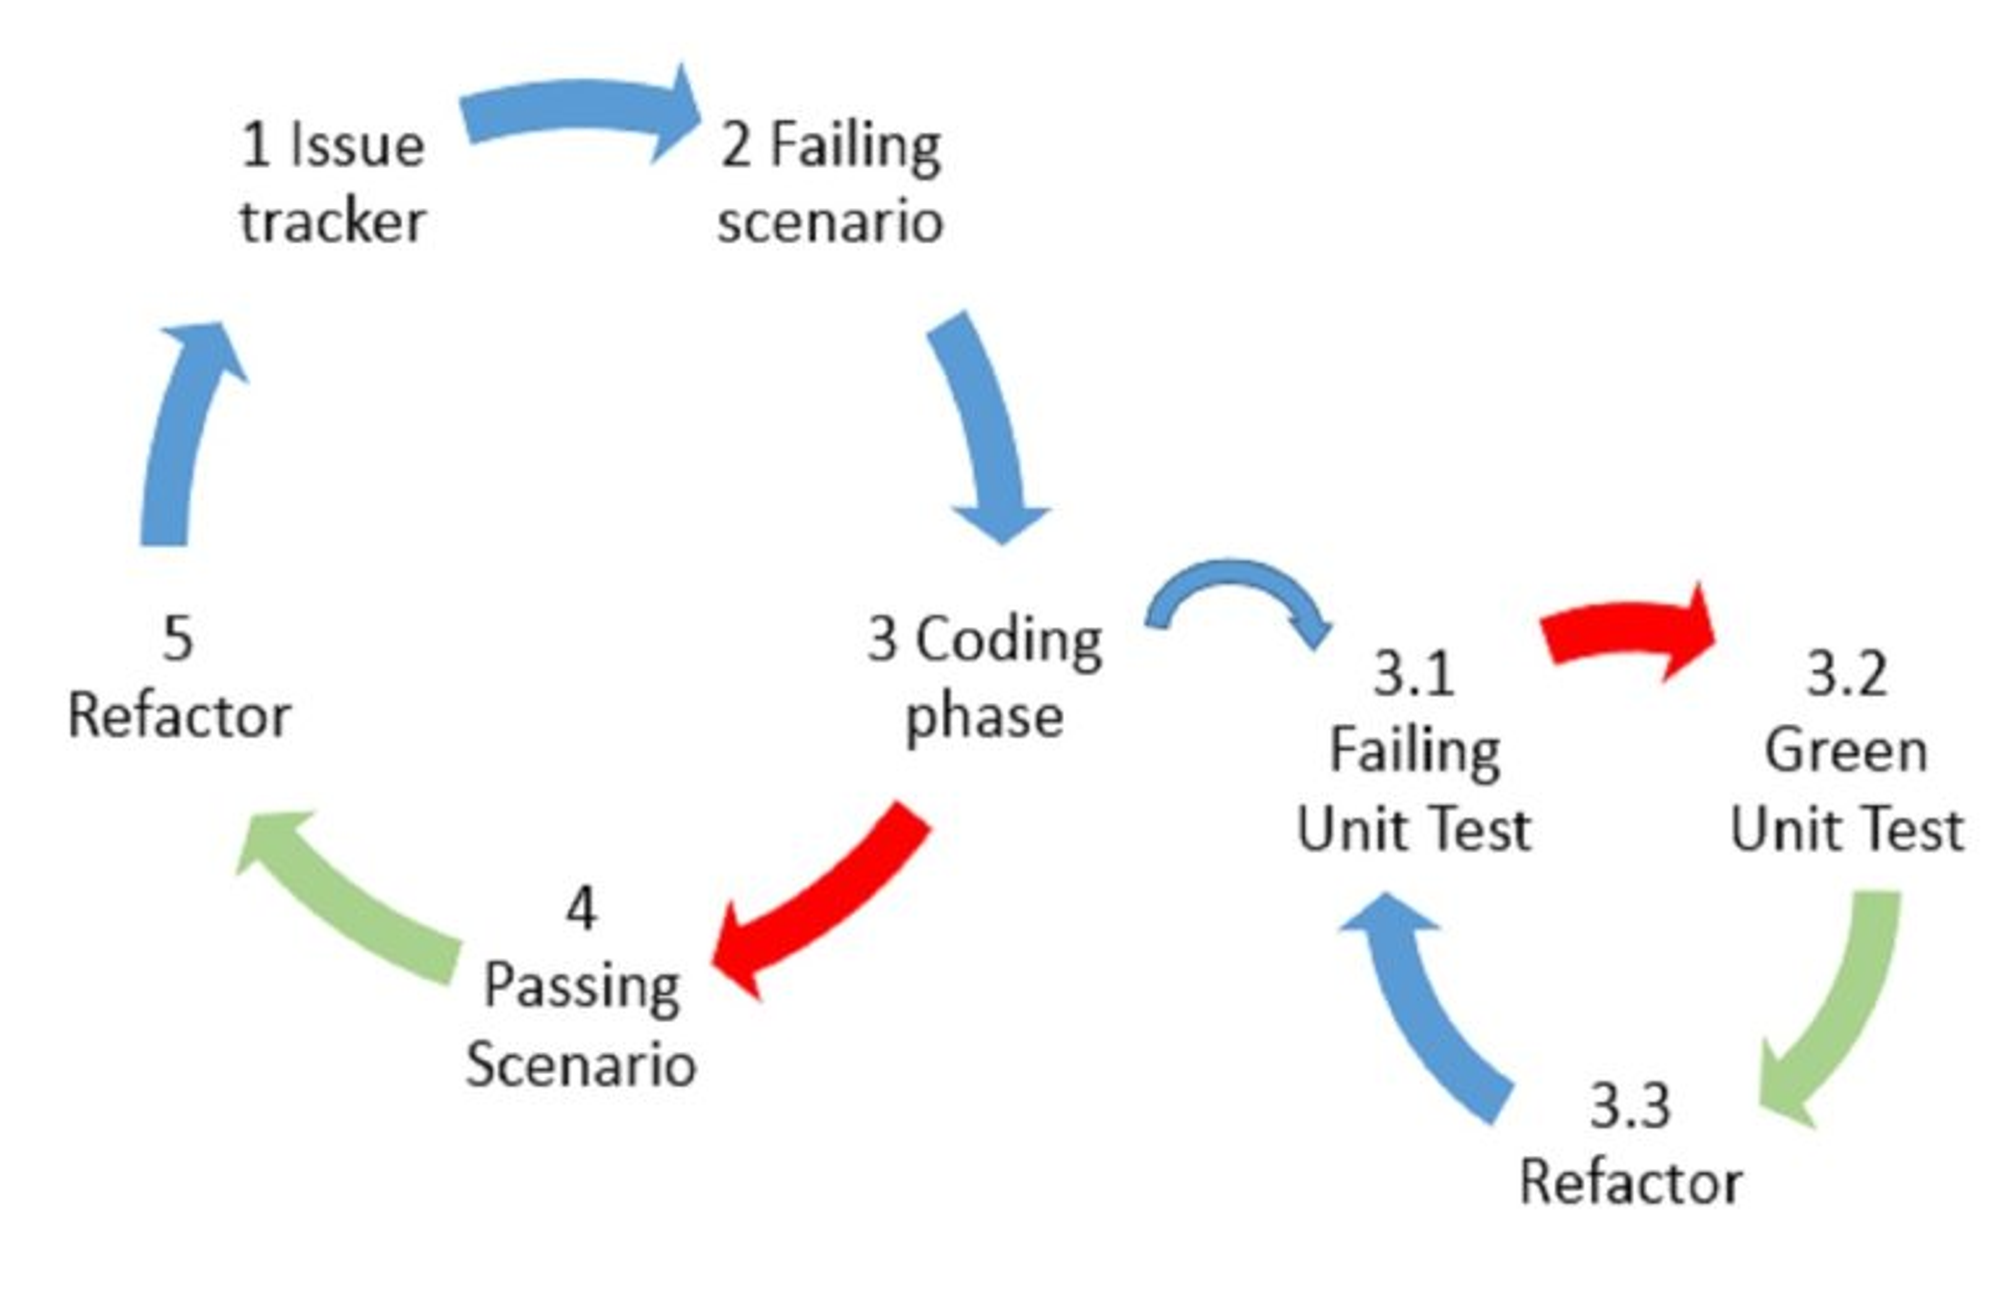 1 Issue
tracker
2 Failing
scenario
3 Coding
phase
3.1
Failing
Unit Test
3.2
Green
Unit Test
3.3
Refactor
4
Passing
Scenario
5
Refactor